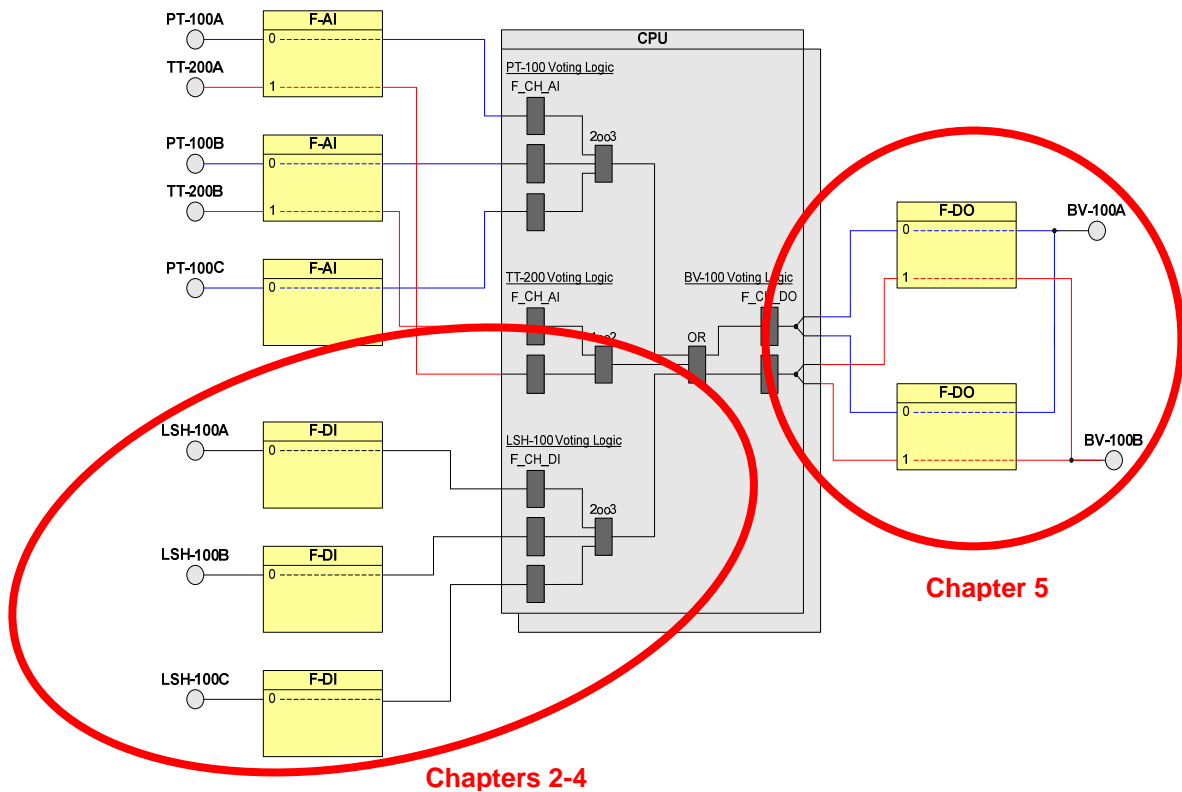 PT-100A
F-AI
0
TT-200A
1
PT-100B
F-AI
0
TT-200B
1
PT-100C
F-AI
0
CPU
PT-100 Voting Logic
F_CH_AI
2oo3
TT-200 Voting Logic
F_CH_AI
OR
BV-100 Voting Logic
LSH-100A
F-DI
0
LSH-100B
F-DI
0
LSH-100C
F-DI
0
LSH-100 Voting Logic
F_CH_DI
2oo3
F-DO
0
1
BV-100A
F-DO
0
1
BV-100B
Chapter 5
Chapters 2-4